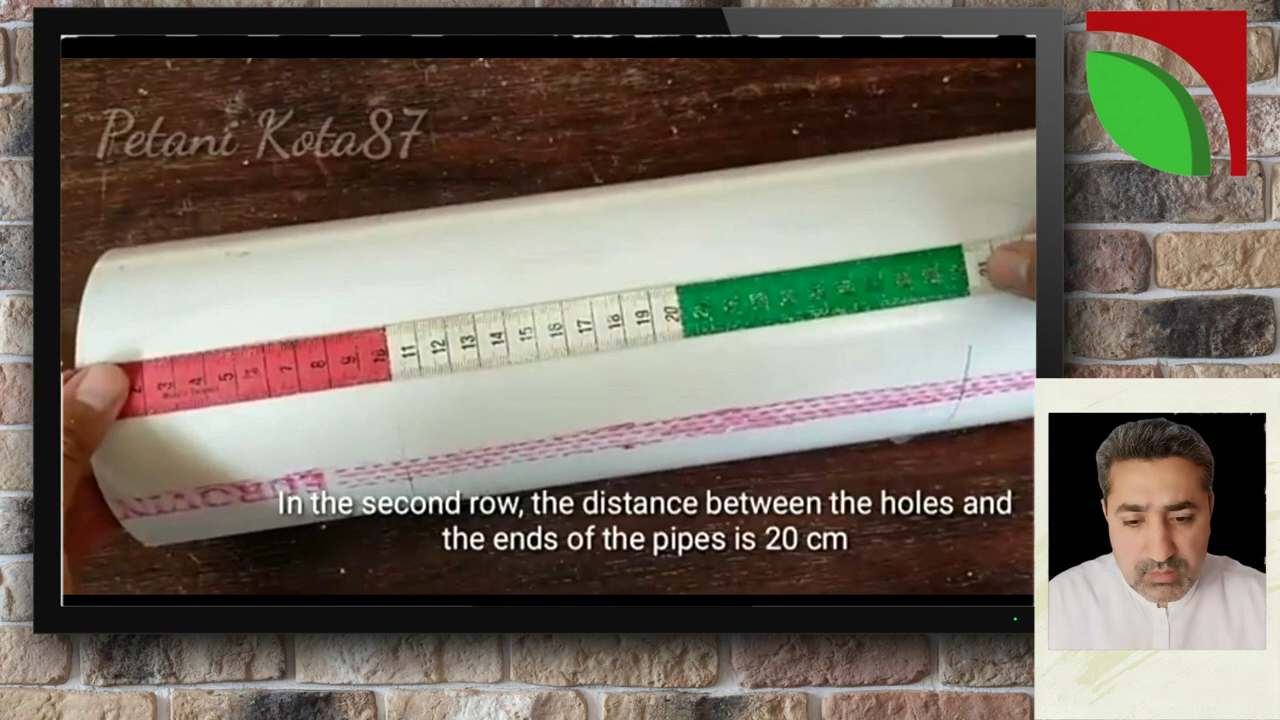 Petani Kota87
2 3 4 5 7 8 9 10 11 12 13 14 15 16 17 18 19 20
31
EUROVIN
In the second row, the distance between the holes and
the ends of the pipes is 20 cm